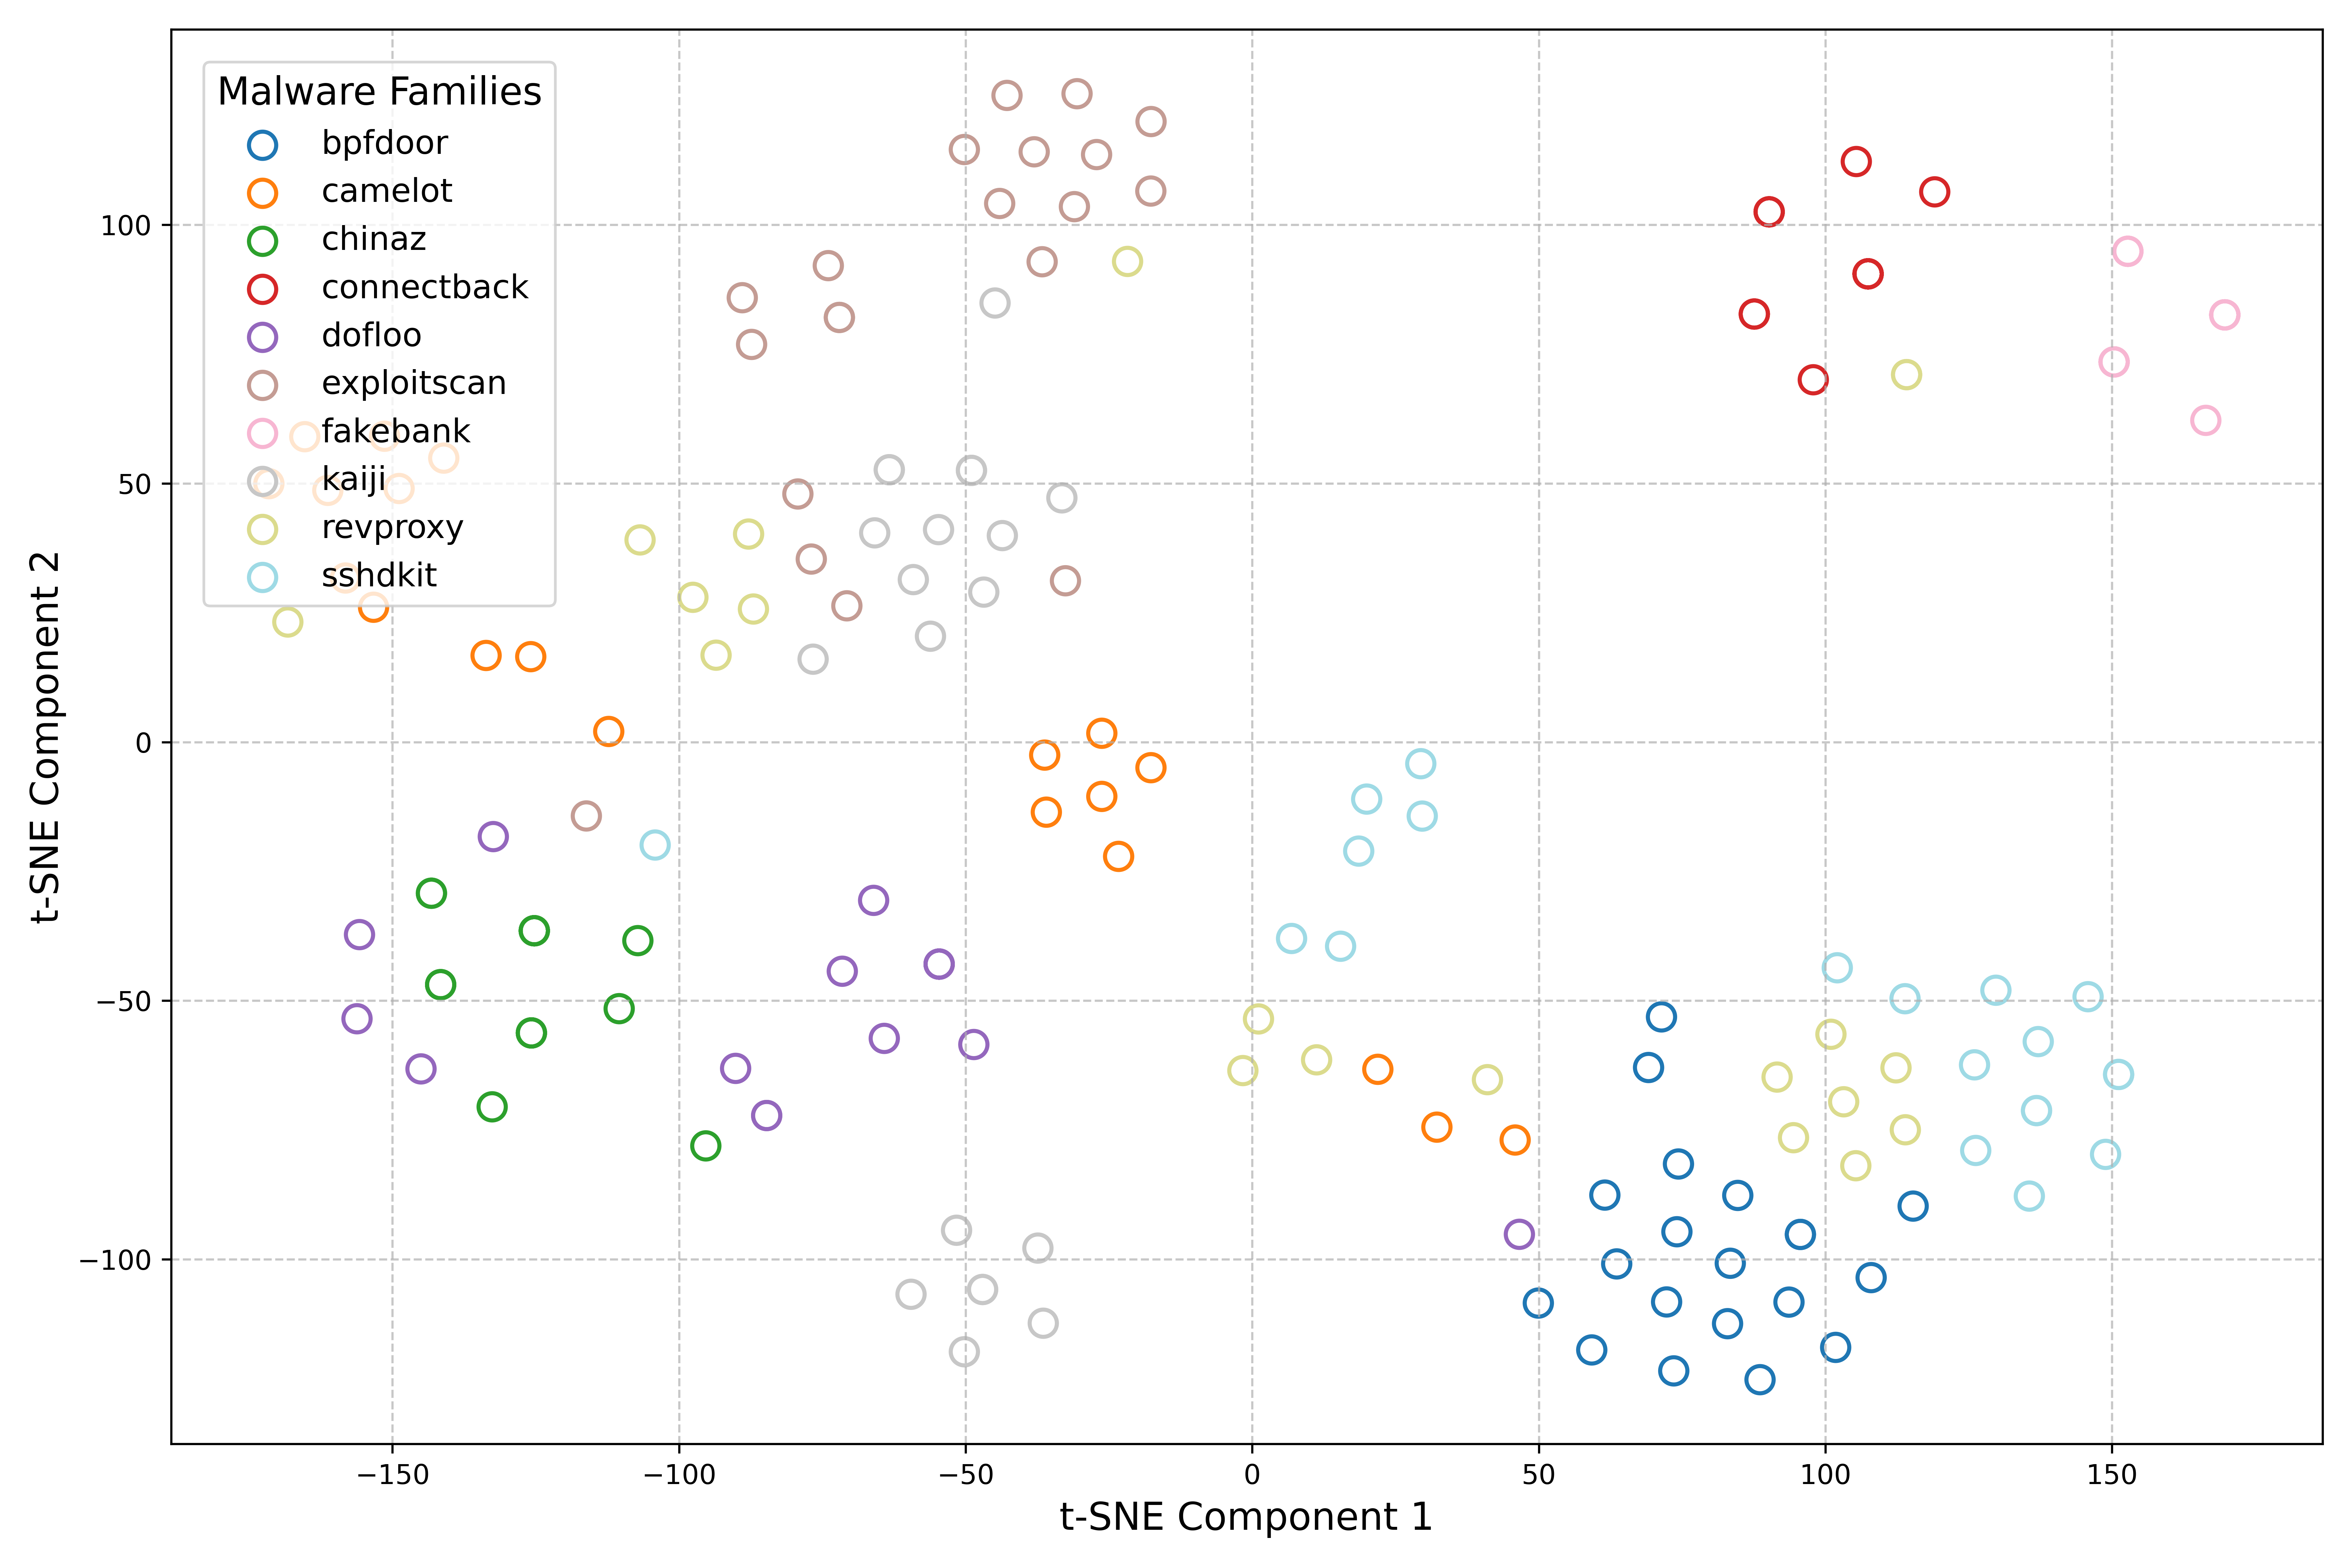 Malware Families
bpfdoor
camelot
chinaz
connectback
dofloo
exploitscan
fakebank
kaiji
revproxy
sshdkit
100
50
0
−50
−100
t-SNE Component 2
−150
−100
−50
0
50
100
150
t-SNE Component 1